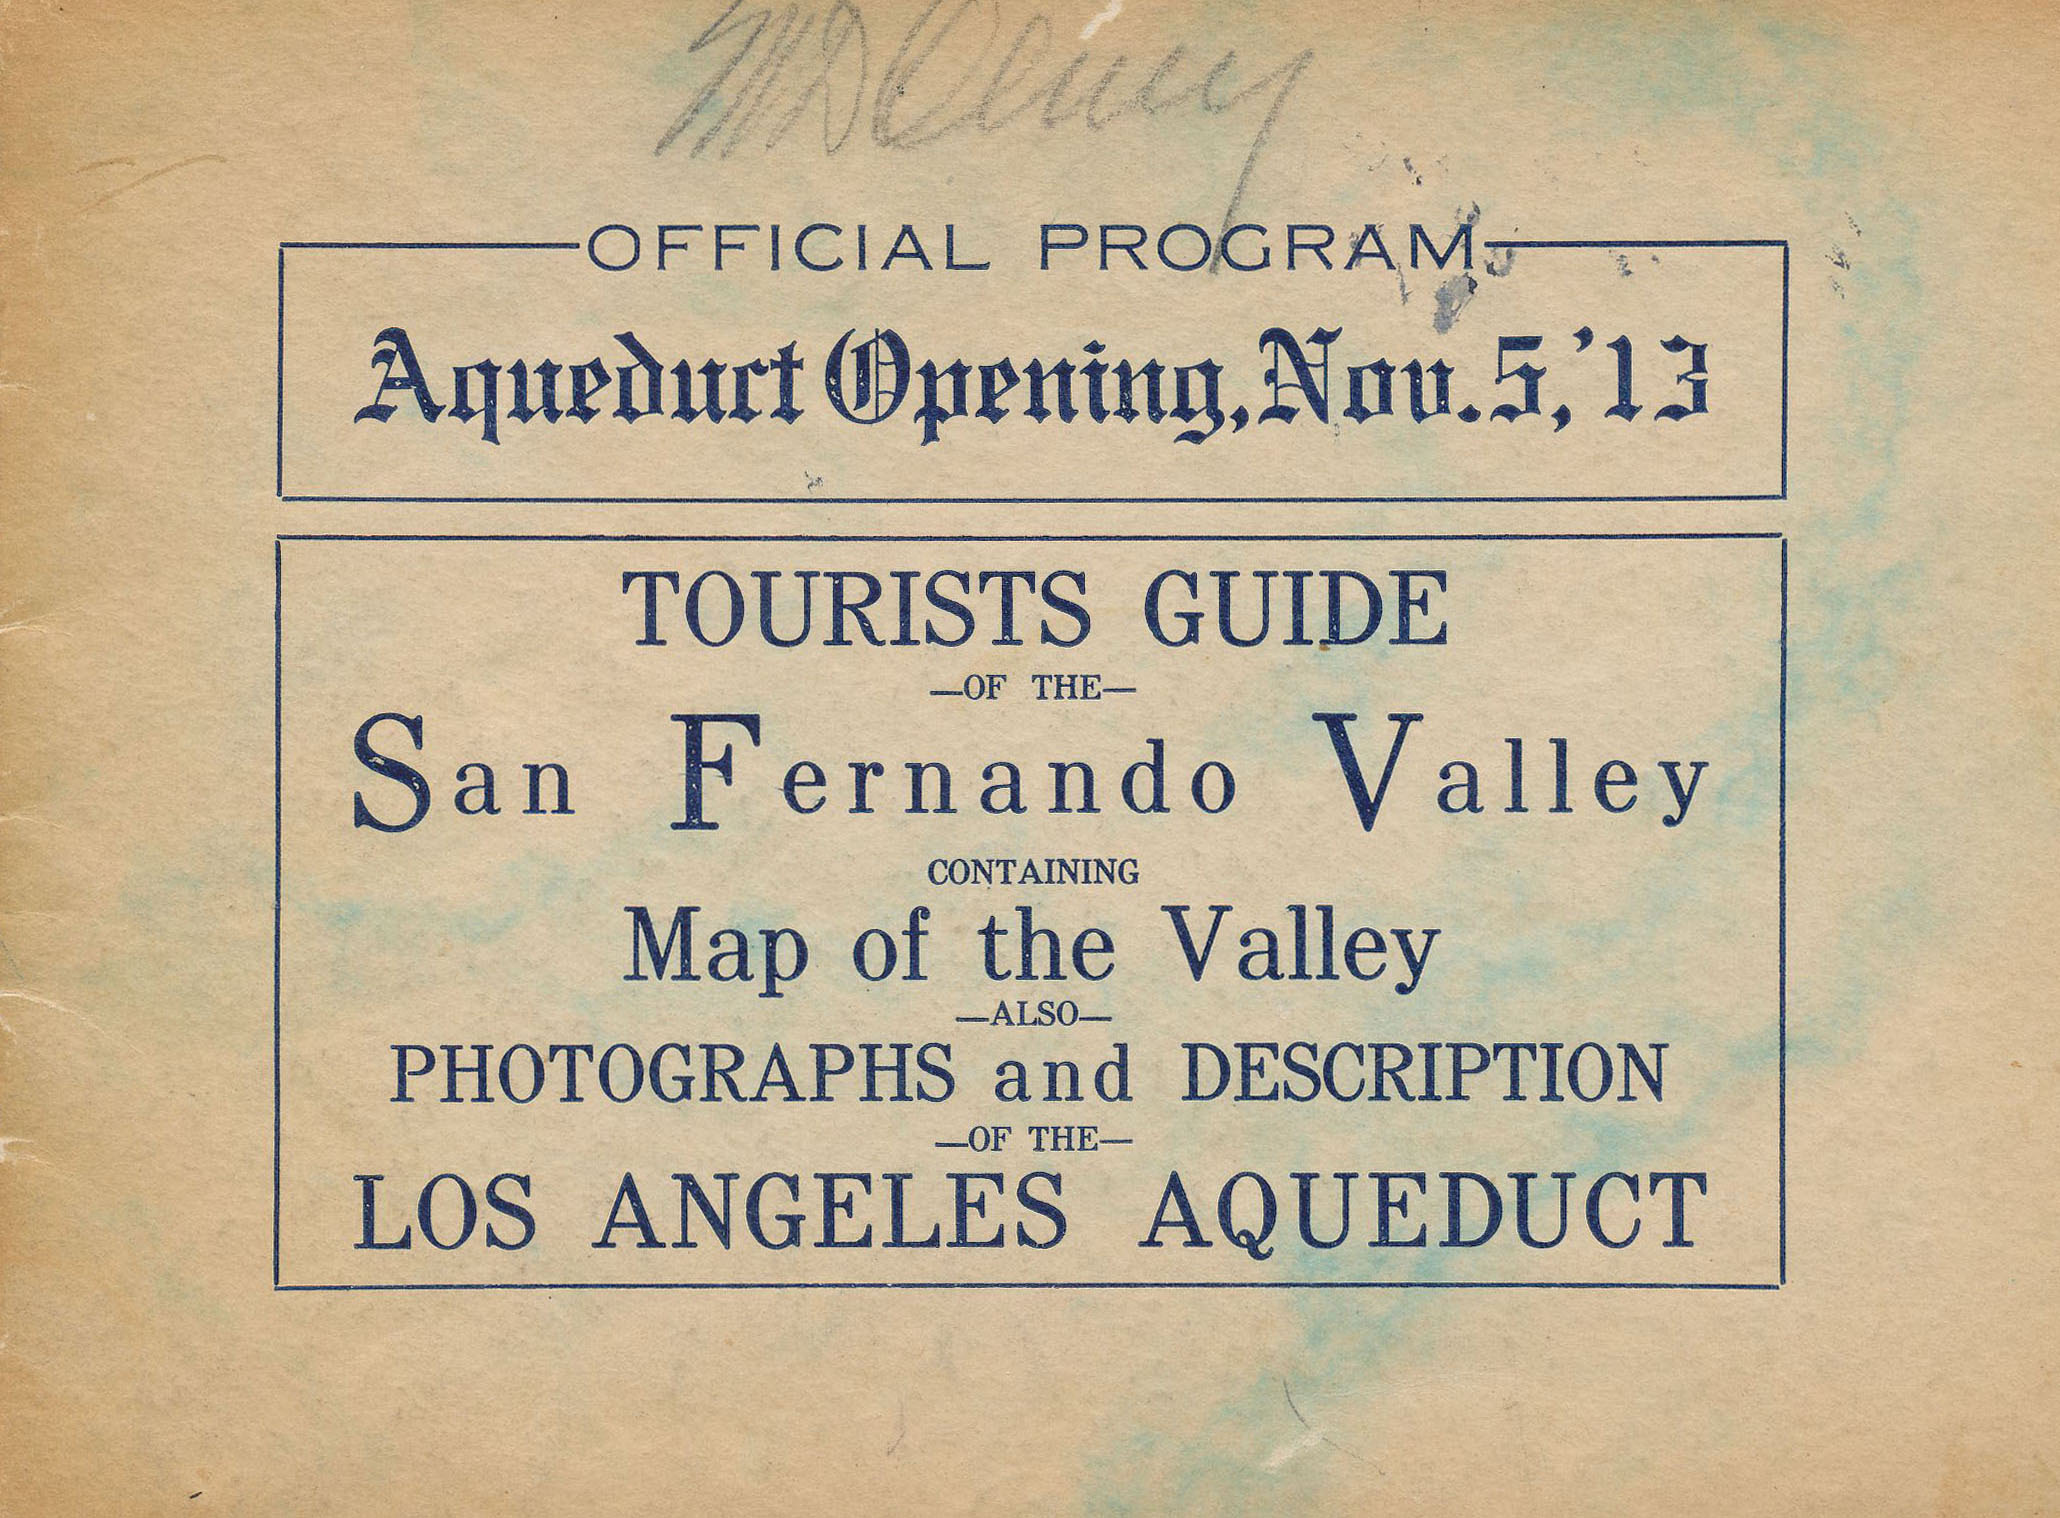 OFFICIAL PROGRAM
Aqueduct Opening, Nov. 5, '13
TOURISTS GUIDE
—OF THE—
San Fernando Valley
CONTAINING
Map of the Valley
—ALSO—
PHOTOGRAPHS and DESCRIPTION
—OF THE—
LOS ANGELES AQUEDUCT